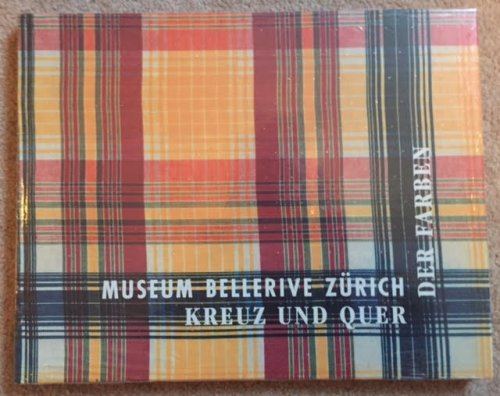 MUSEUM BELLERIVE ZÜRICH
KREUZ UND QUER
DER FARBEN